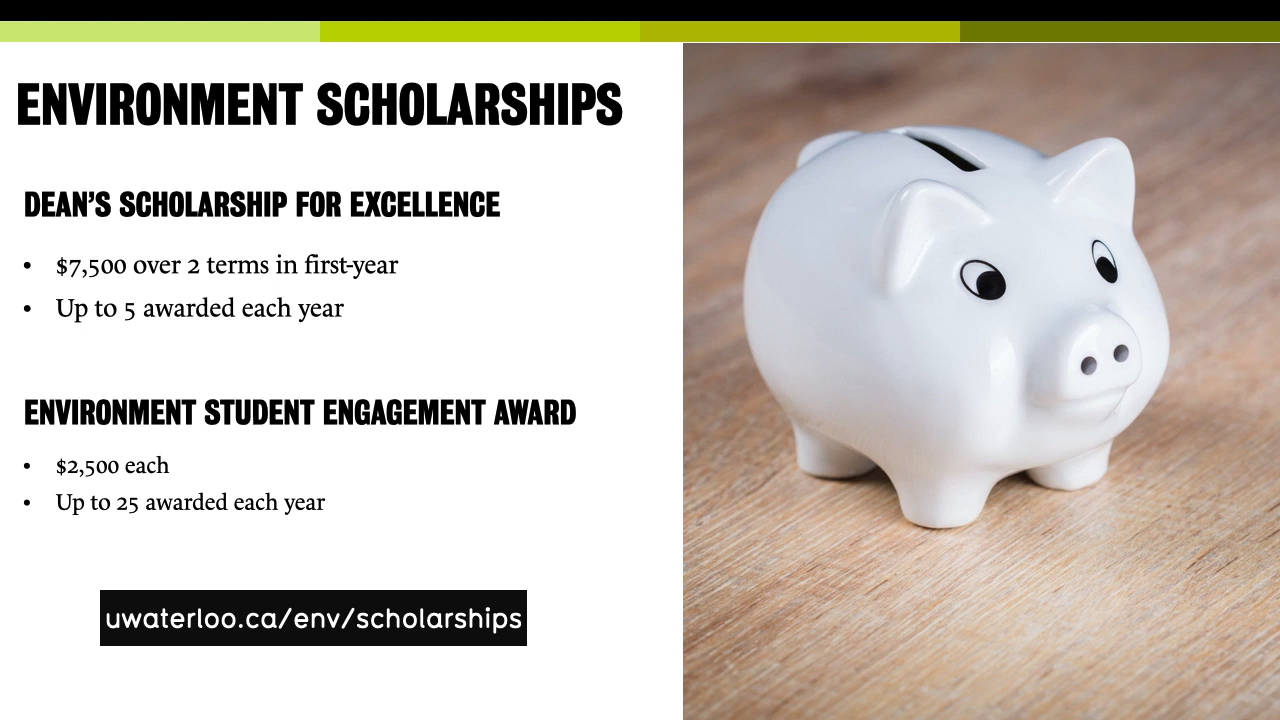 ENVIRONMENT SCHOLARSHIPS
DEAN’S SCHOLARSHIP FOR EXCELLENCE
• $7,500 over 2 terms in first-year
• Up to 5 awarded each year
ENVIRONMENT STUDENT ENGAGEMENT AWARD
• $2,500 each
• Up to 25 awarded each year
uwaterloo.ca/env/scholarships